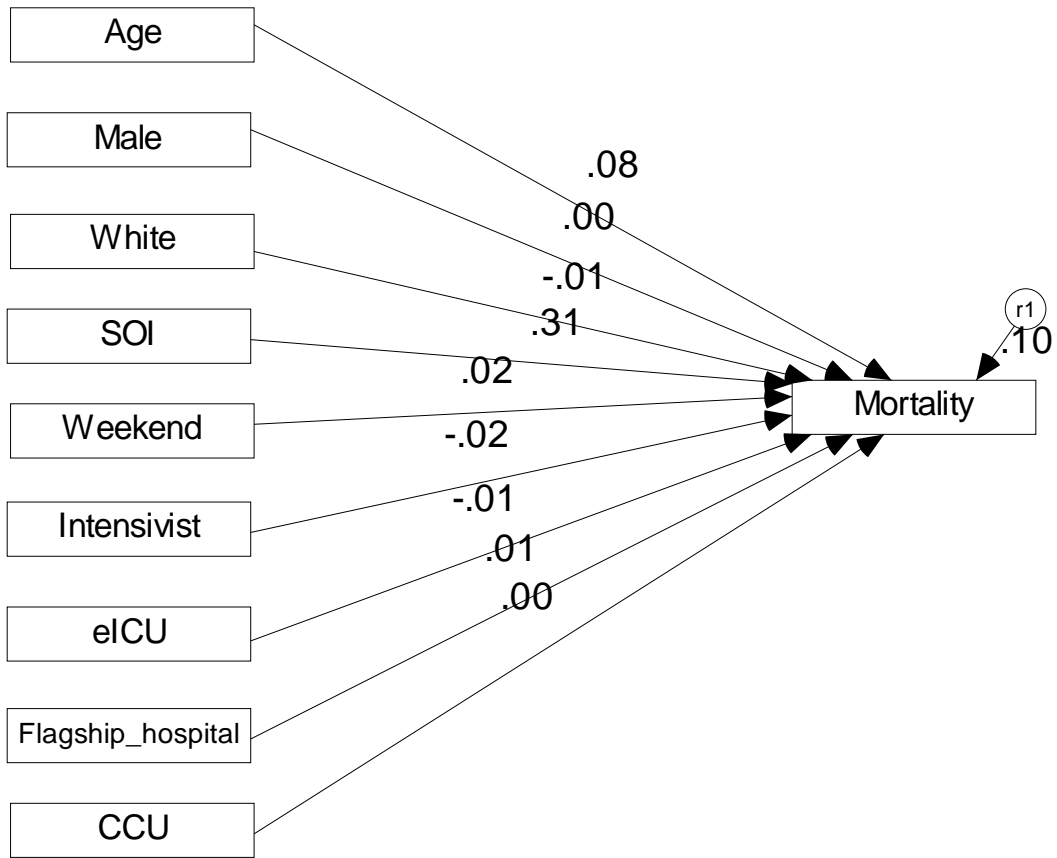 Age
Male
White
SOI
Weekend
Intensivist
eICU
Flagship_hospital
CCU
.08
.00
-.01
.31
.02
-.02
-.01
.01
.00
r1
.10
Mortality